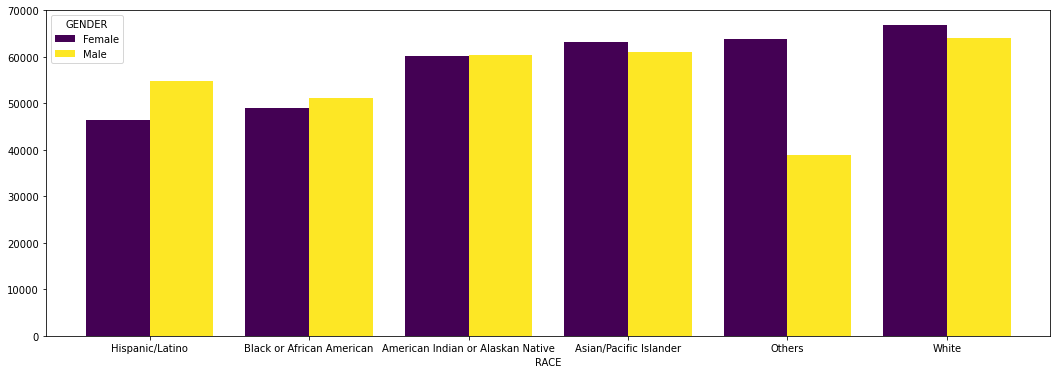 GENDER
Female
Male
70000
60000
50000
40000
30000
20000
10000
0
Hispanic/Latino
Black or African American
American Indian or Alaskan Native
Asian/Pacific Islander
Others
White
RACE